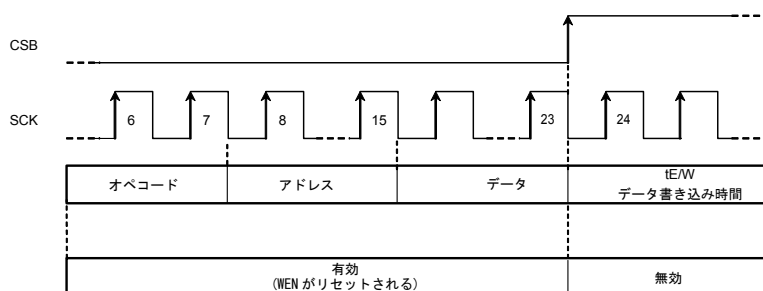 CSB
SCK
6
7
8
15
23
24
オペコード
アドレス
データ
tE/W
データ書き込み時間
有効
(WEN がリセットされる)
無効